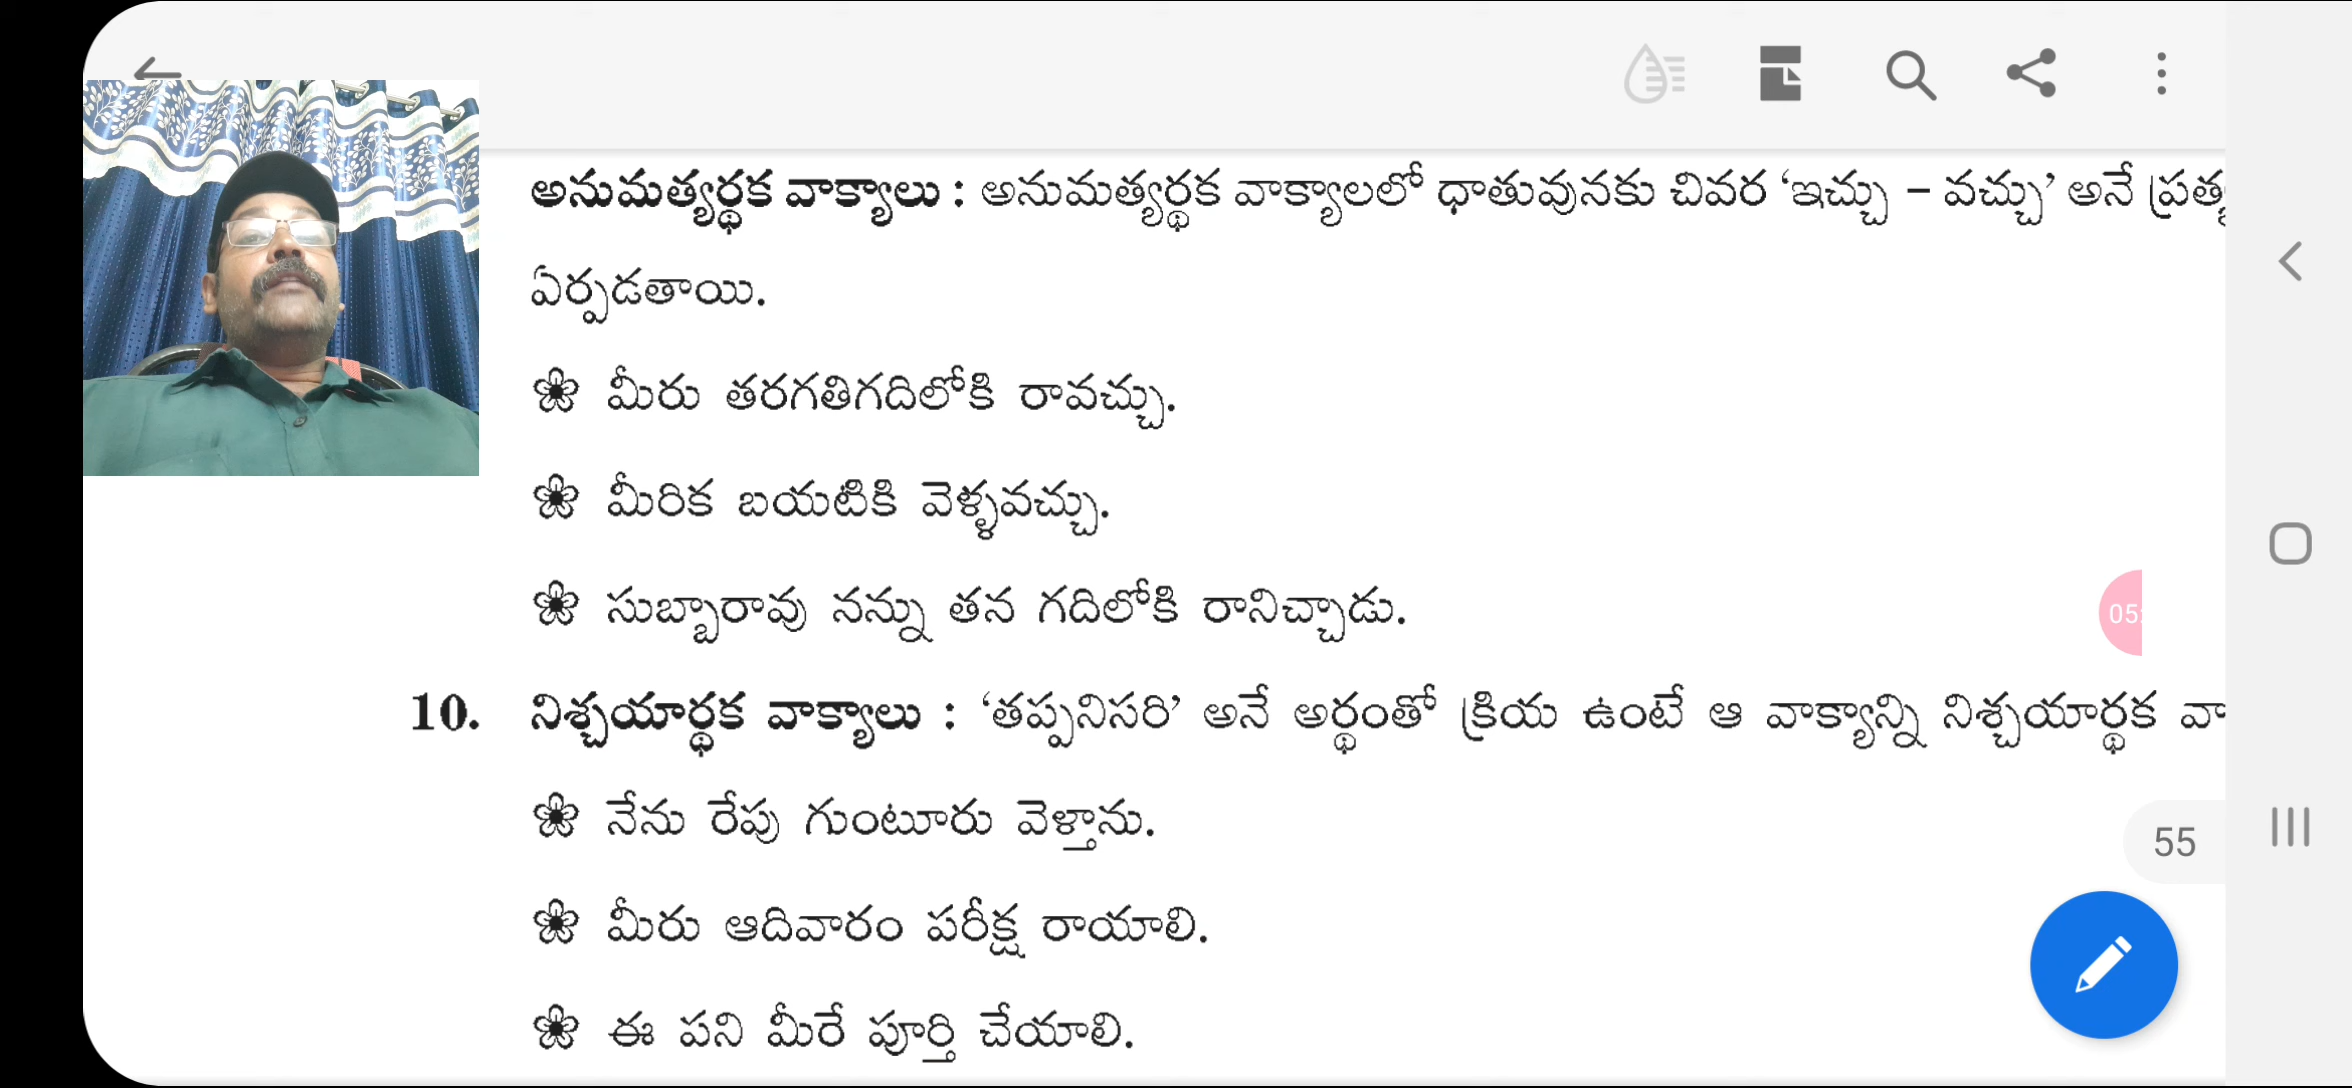 అనుమత్యర్థక వాక్యాలు : అనుమత్యర్థక వాక్యాలలో ధాతువునకు చివర ‘ఇచ్చు – వచ్చు’ అనే
ఏర్పడతాయి.
❀ మీరు తరగతిగదిలోకి రావచ్చు.
❀ మీరిక బయటికి వెళ్ళవచ్చు.
❀ సుబ్బారావు నన్ను తన గదిలోకి రానిచ్చాడు.
05:
10. నిశ్చయార్థక వాక్యాలు : ‘తప్పనిసరి’ అనే అర్థంతో క్రియ ఉంటే ఆ వాక్యాన్ని నిశ్చయార్థక వా
❀ నేను రేపు గుంటూరు వెళ్తాను.
55
❀ మీరు ఆదివారం పరీక్ష రాయాలి.
❀ ఈ పని మీరే పూర్తి చేయాలి.